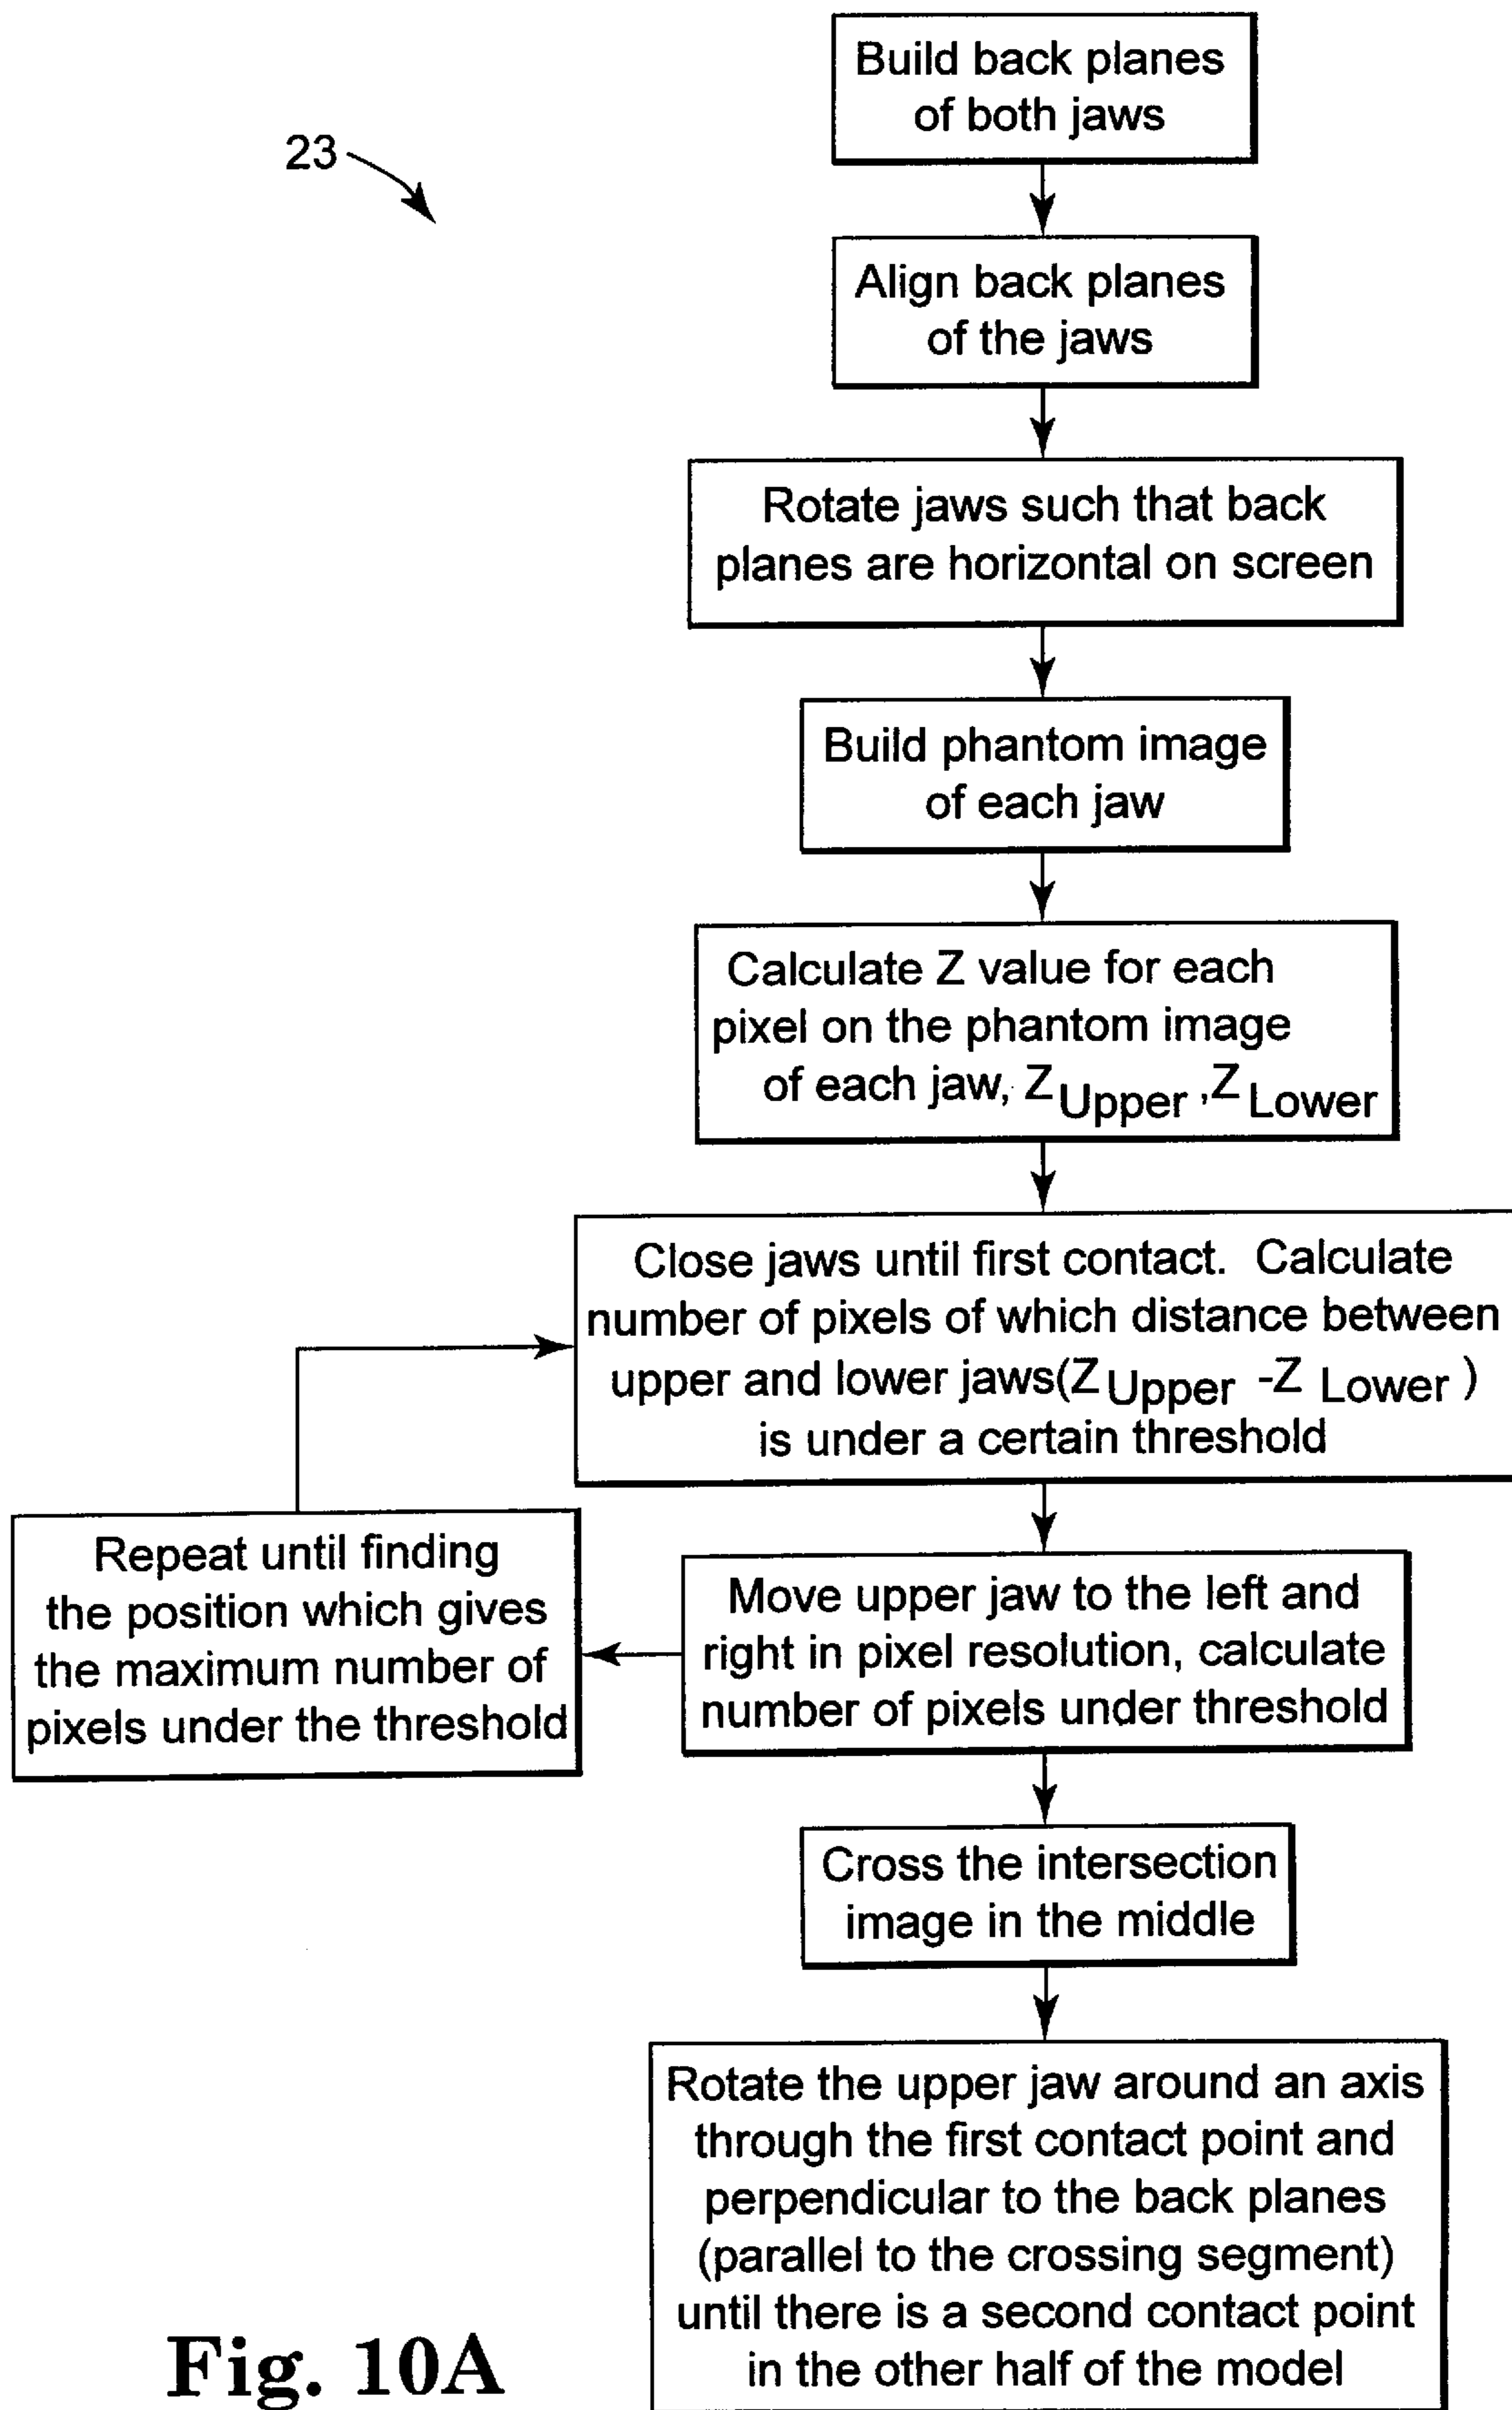 Build back planes
of both jaws
23
Align back planes
of the jaws
Rotate jaws such that back
planes are horizontal on screen
Build phantom image
of each jaw
Calculate Z value for each
pixel on the phantom image
of each jaw, Z Upper ,Z Lower
Close jaws until first contact. Calculate
number of pixels of which distance between
upper and lower jaws(Z Upper -Z Lower )
is under a certain threshold
Repeat until finding
the position which gives
the maximum number of
pixels under the threshold
Move upper jaw to the left and
right in pixel resolution, calculate
number of pixels under threshold
Cross the intersection
image in the middle
Rotate the upper jaw around an axis
through the first contact point and
perpendicular to the back planes
(parallel to the crossing segment)
until there is a second contact point
in the other half of the model
Fig. 10A